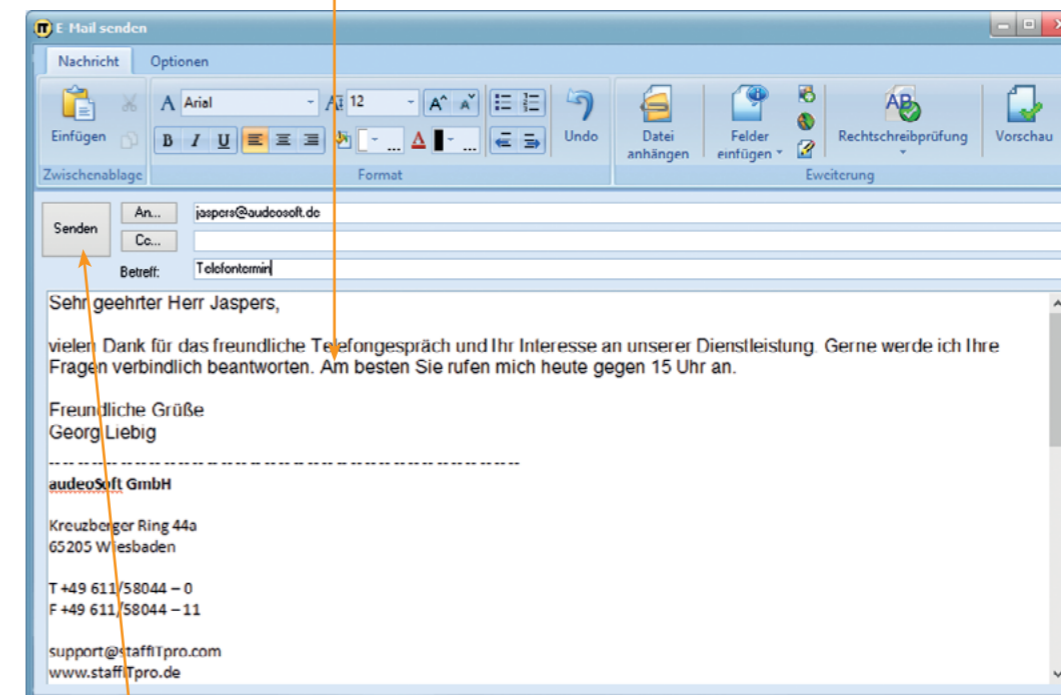 E-Mail senden
Nachricht Optionen
Einfügen
Arial 12
B I U
Undo
Datei anhängen
Felder einfügen
Rechtschreibprüfung
Vorschau
Zwischenablage Format Eweiterung
Senden
An... jaspers@audeosoft.de
Cc...
Betreff: Telefontermin
Sehr geehrter Herr Jaspers,
vielen Dank für das freundliche Telefongespräch und Ihr Interesse an unserer Dienstleistung. Gerne werde ich Ihre
Fragen verbindlich beantworten. Am besten Sie rufen mich heute gegen 15 Uhr an.
Freundliche Grüße
Georg Liebig
-- -- -- -- -- -- -- -- -- -- -- -- -- -- -- -- -- -- -- -- -- -- -- -- -- -- -- -- -- -- -- -- --
audeoSoft GmbH
Kreuzberger Ring 44a
65205 Wiesbaden
T +49 611/58044 – 0
F +49 611/58044 – 11
support@staffITpro.com
www.staffITpro.de